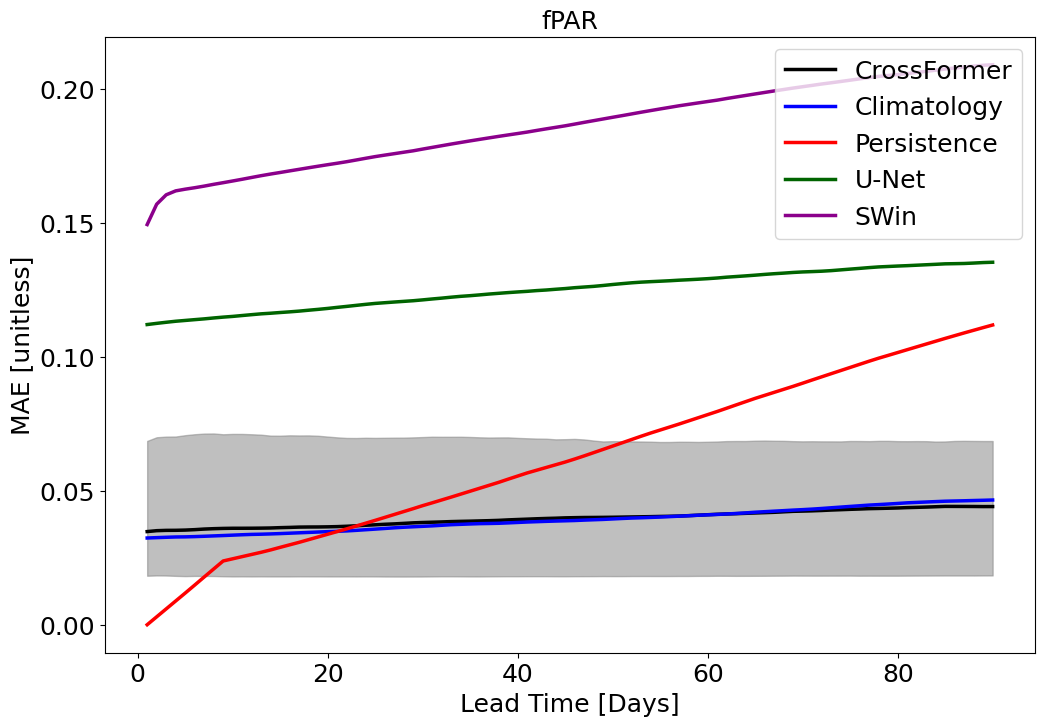 fPAR
CrossFormer
Climatology
Persistence
U-Net
SWin
MAE [unitless]
0.20
0.15
0.10
0.05
0.00
0 20 40 60 80
Lead Time [Days]